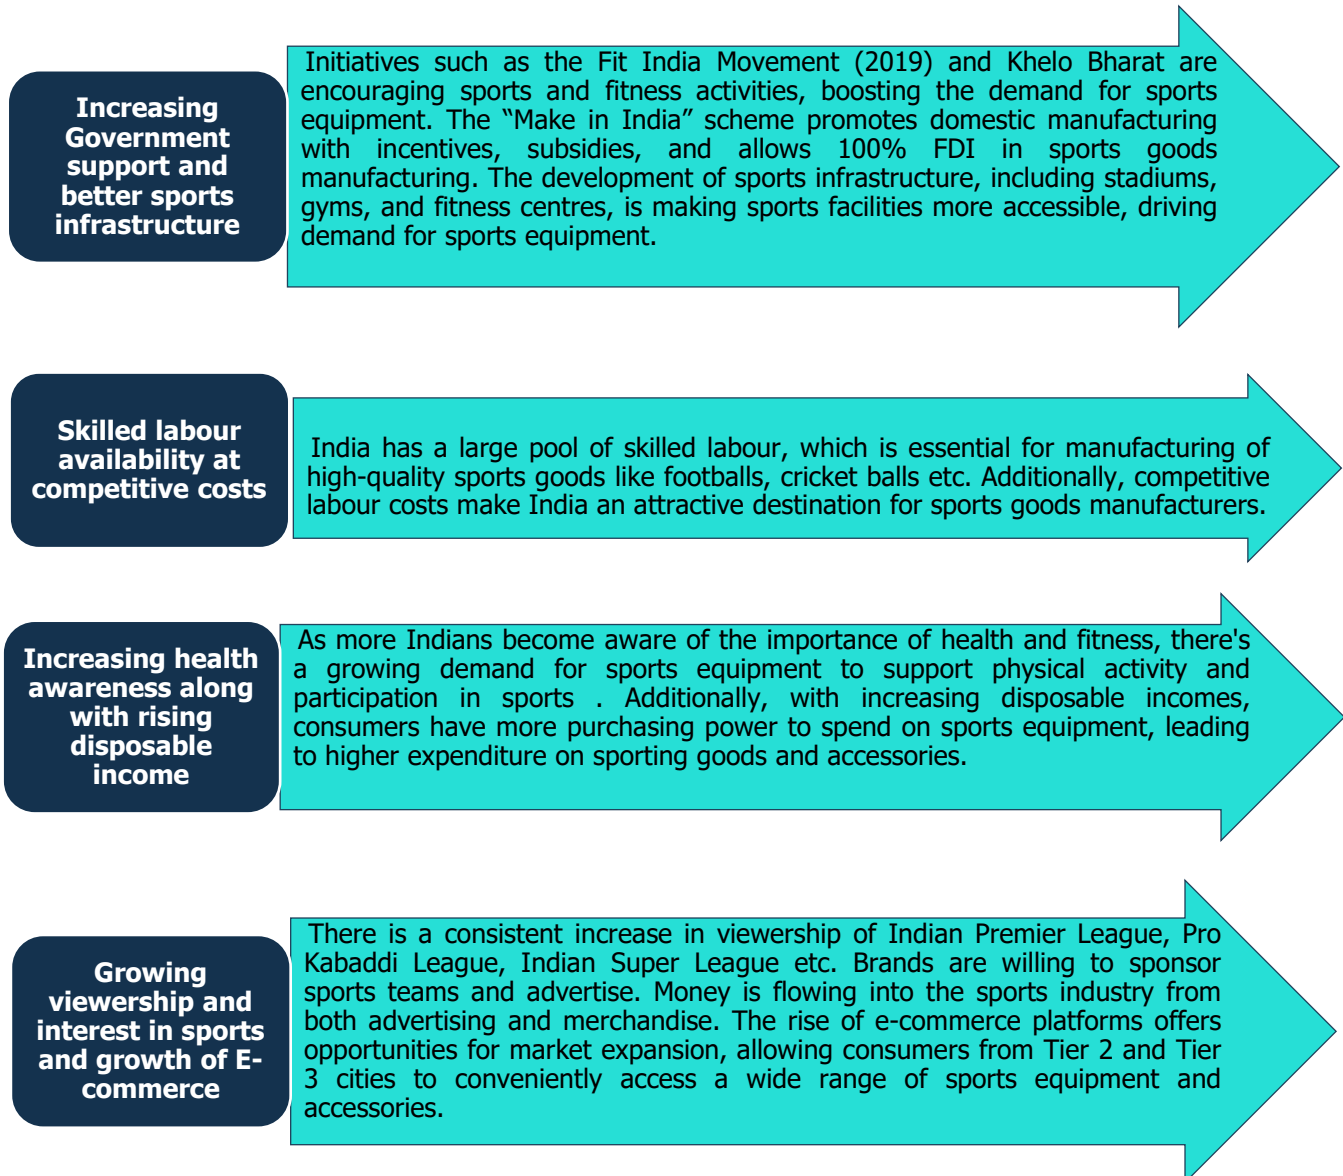 Increasing
Government
support and
better sports
infrastructure
Initiatives such as the Fit India Movement (2019) and Khelo Bharat are
encouraging sports and fitness activities, boosting the demand for sports
equipment. The “Make in India” scheme promotes domestic manufacturing
with incentives, subsidies, and allows 100% FDI in sports goods
manufacturing. The development of sports infrastructure, including stadiums,
gyms, and fitness centres, is making sports facilities more accessible, driving
demand for sports equipment.
Skilled labour
availability at
competitive costs
India has a large pool of skilled labour, which is essential for manufacturing of
high-quality sports goods like footballs, cricket balls etc. Additionally, competitive
labour costs make India an attractive destination for sports goods manufacturers.
Increasing health
awareness along
with rising
disposable
income
As more Indians become aware of the importance of health and fitness, there's
a growing demand for sports equipment to support physical activity and
participation in sports . Additionally, with increasing disposable incomes,
consumers have more purchasing power to spend on sports equipment, leading
to higher expenditure on sporting goods and accessories.
Growing
viewership and
interest in sports
and growth of E-
commerce
There is a consistent increase in viewership of Indian Premier League, Pro
Kabaddi League, Indian Super League etc. Brands are willing to sponsor
sports teams and advertise. Money is flowing into the sports industry from
both advertising and merchandise. The rise of e-commerce platforms offers
opportunities for market expansion, allowing consumers from Tier 2 and Tier
3 cities to conveniently access a wide range of sports equipment and
accessories.